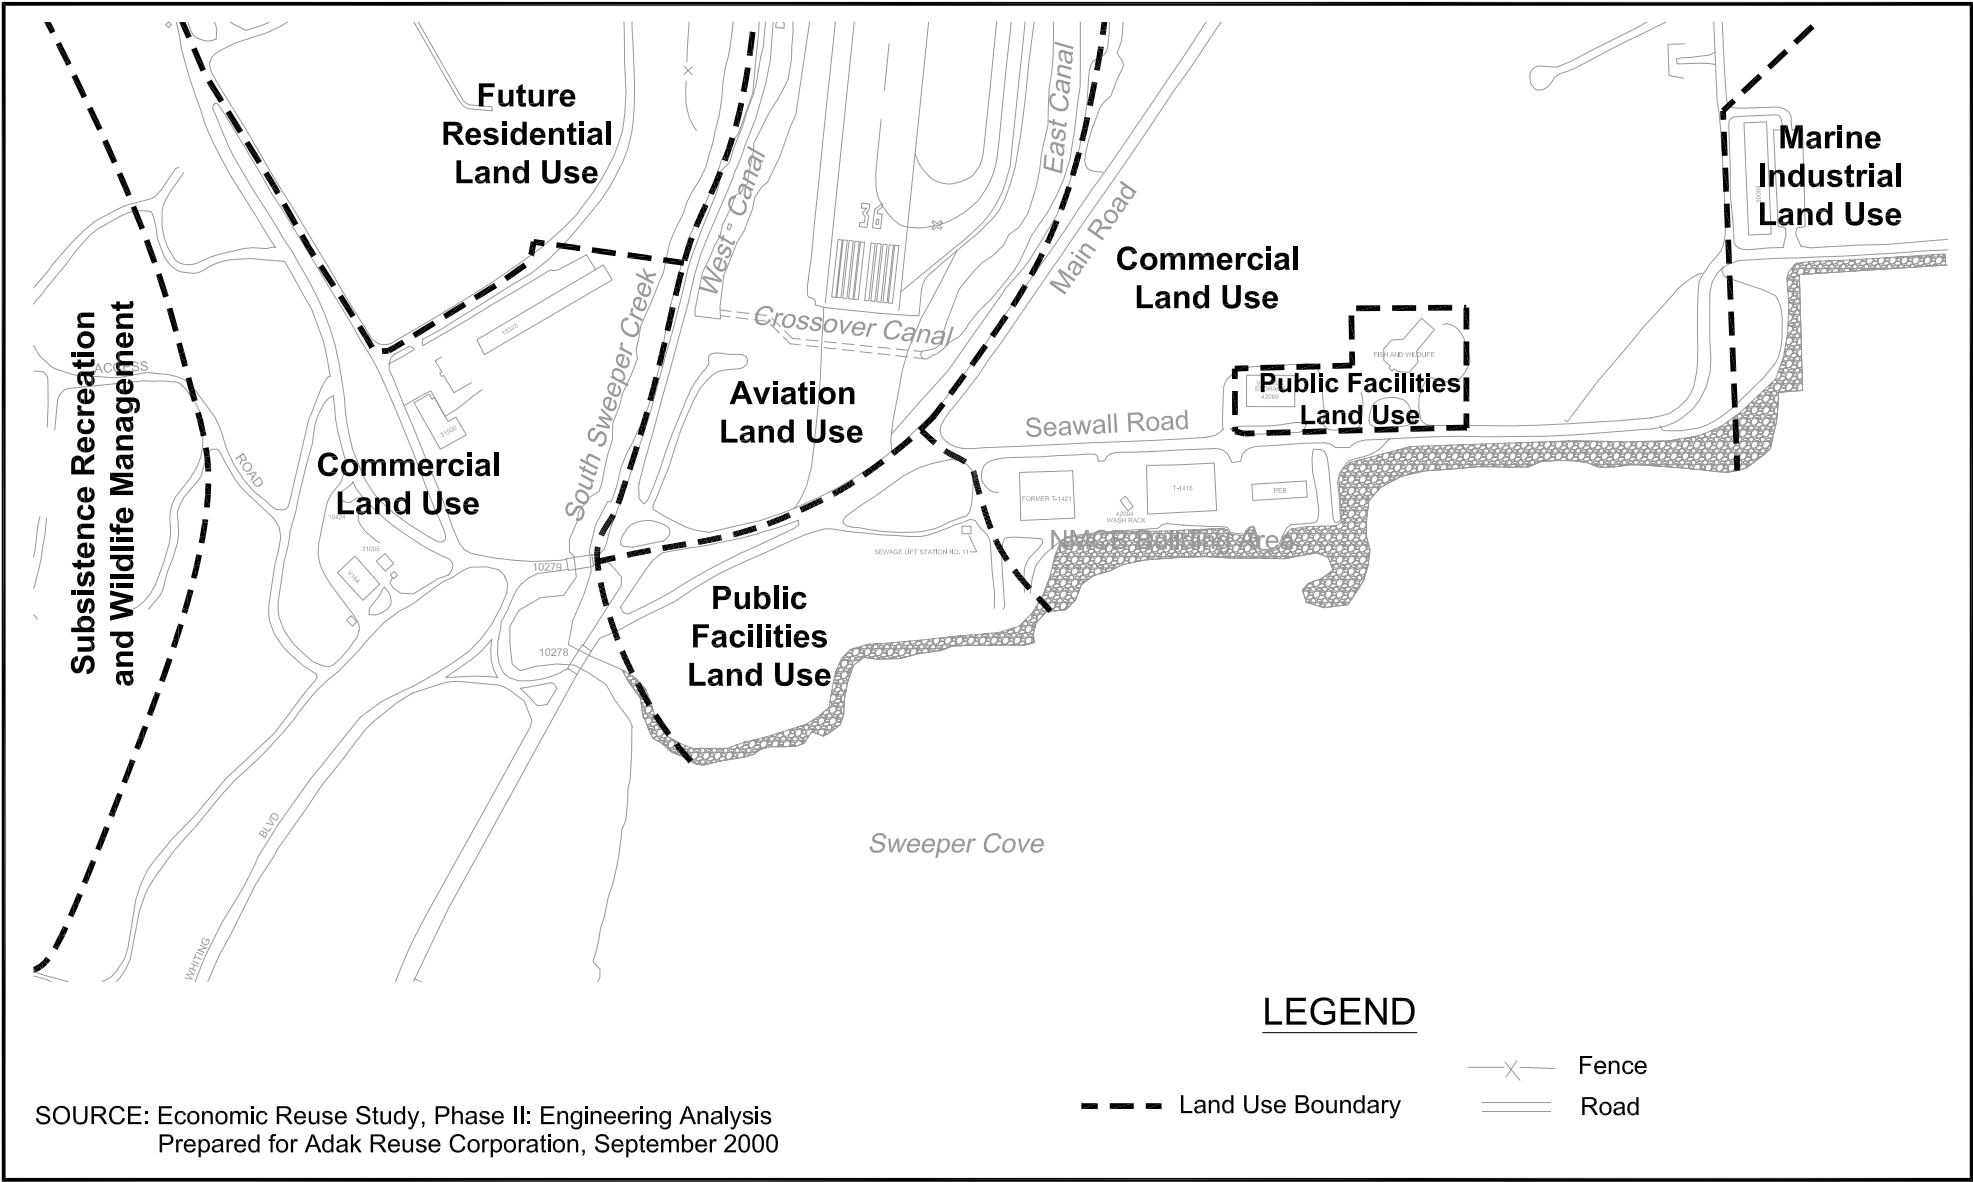 Future
Residential
Land Use
Marine
Industrial
Land Use
East Canal
West - Canal
36
Main Road
Commercial
Land Use
South Sweeper Creek
Crossover Canal
10323
FISH AND WILDLIFE
Public Facilities
Land Use
42069
Subsistence Recreation
and Wildlife Management
ACCESS
ROAD
Aviation
Land Use
Seawall Road
31500
Commercial
Land Use
10424
31005
V784
FORMER T-1421
T-1416
PEB
42094
WASH RACK
NMCB Building Area
SEWAGE LIFT STATION NO. 11
10279
10278
Public
Facilities
Land Use
BLVD
WHITING
Sweeper Cove
LEGEND
Fence
Land Use Boundary
Road
SOURCE: Economic Reuse Study, Phase II: Engineering Analysis
Prepared for Adak Reuse Corporation, September 2000